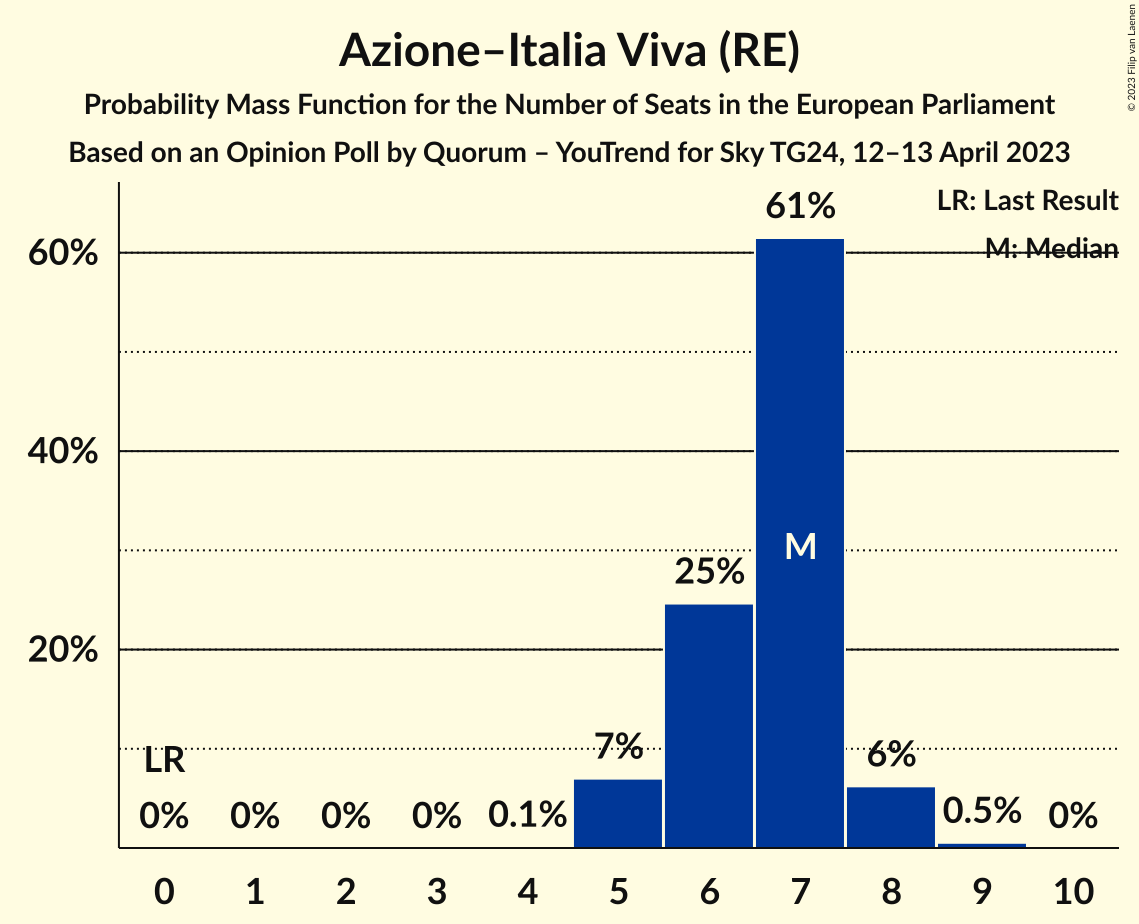 Azione–Italia Viva (RE)
Probability Mass Function for the Number of Seats in the European Parliament
Based on an Opinion Poll by Quorum – YouTrend for Sky TG24, 12–13 April 2023
© 2023 Filip van Laenen
LR: Last Result
M: Median
60%
40%
20%
61%
M
25%
7%
6%
LR
0% 0% 0% 0% 0.1% 0.5% 0%
0 1 2 3 4 5 6 7 8 9 10